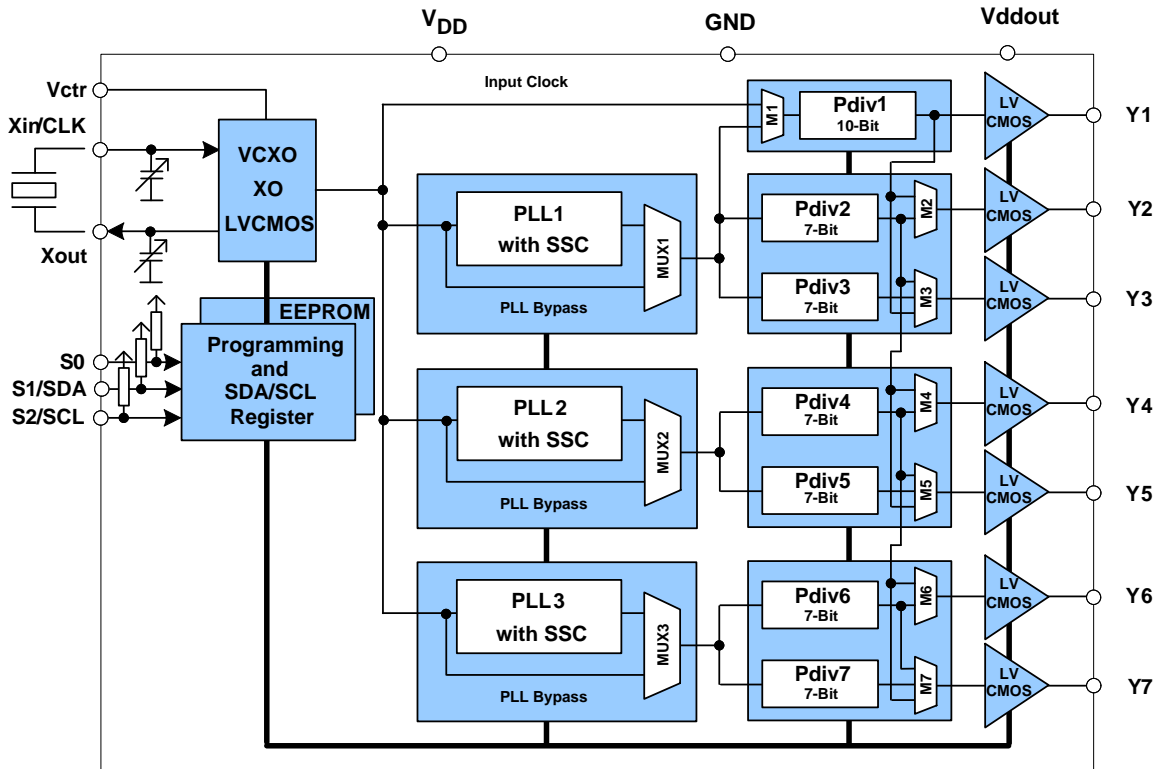 VDD
GND
Vddout
Vctr
Xin/CLK
Xout
S0
S1/SDA
S2/SCL
VCXO
XO
LVCMOS
EEPROM
Programming
and
SDA/SCL
Register
Input Clock
PLL1
with SSC
MUX1
PLL Bypass
PLL2
with SSC
MUX2
PLL Bypass
PLL3
with SSC
MUX3
PLL Bypass
M1
Pdiv1
10-Bit
Pdiv2
7-Bit
M2
Pdiv3
7-Bit
M3
Pdiv4
7-Bit
M4
Pdiv5
7-Bit
M5
Pdiv6
7-Bit
M6
Pdiv7
7-Bit
M7
LV
CMOS
Y1
LV
CMOS
Y2
LV
CMOS
Y3
LV
CMOS
Y4
LV
CMOS
Y5
LV
CMOS
Y6
LV
CMOS
Y7